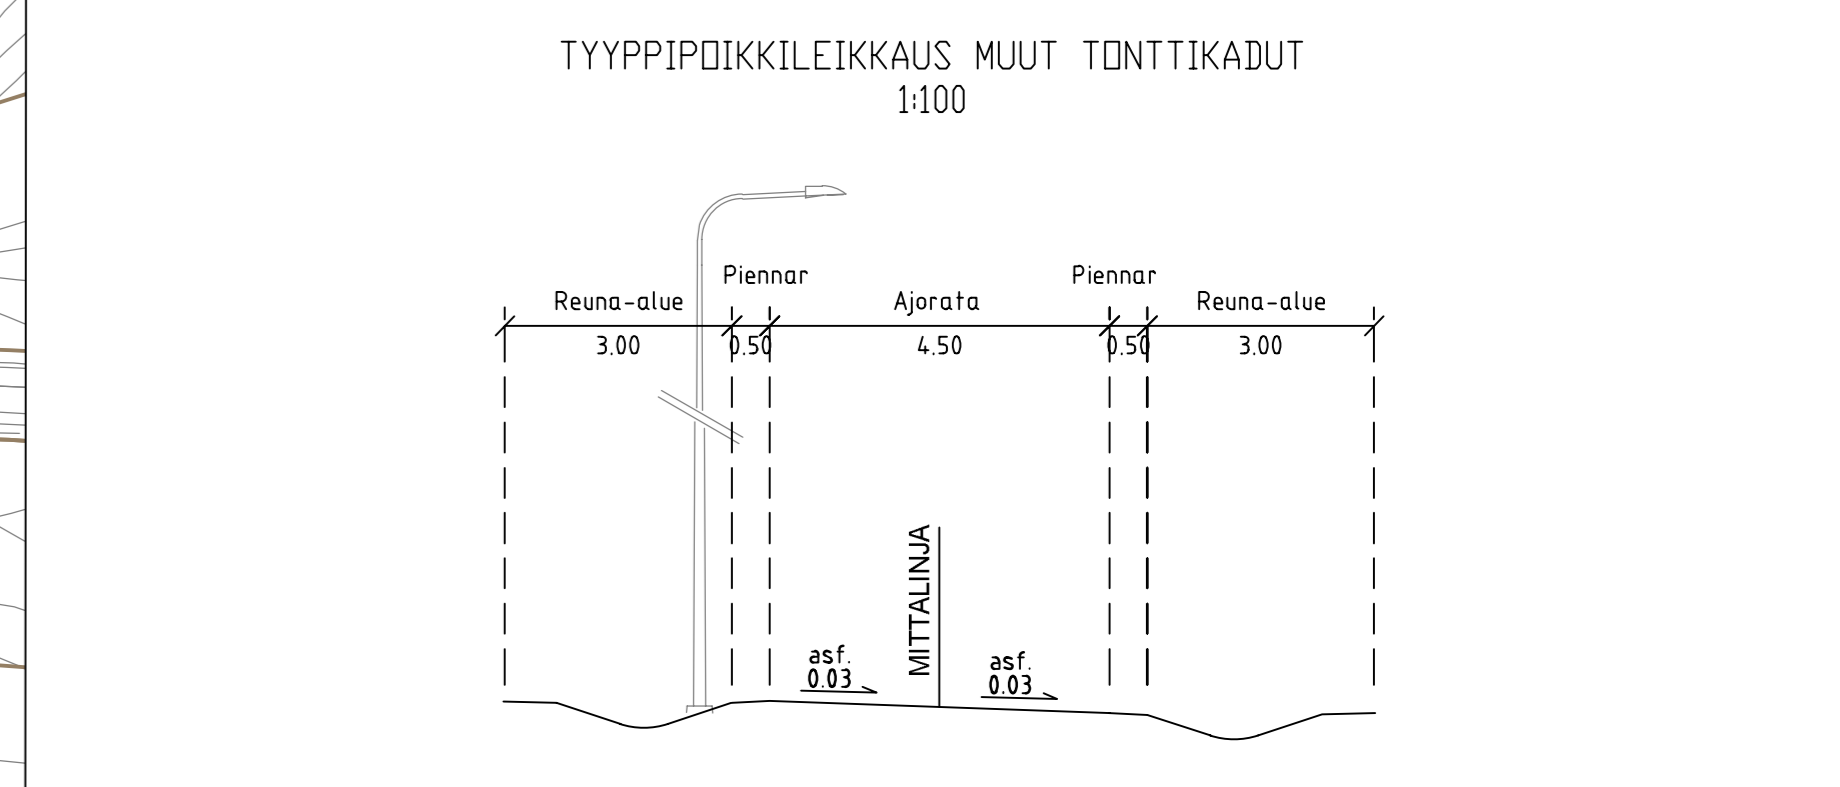 TYYPPIPOIKKILEIKKAUS MUUT TONTTIKADUT
1:100
Piennar Piennar
Reuna-alue Ajorata Reuna-alue
3.00 0.50 4.50 0.50 3.00
MITTALINJA
asf. asf.
0.03 0.03